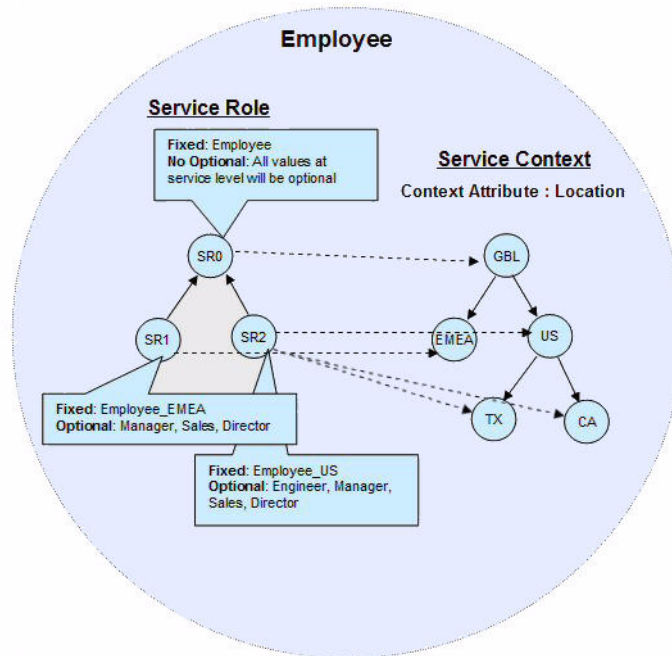 Employee
Service Role
Fixed: Employee
No Optional: All values at
service level will be optional
Service Context
Context Attribute : Location
SR0
GBL
SR1
SR2
EMEA
US
Fixed: Employee_EMEA
Optional: Manager, Sales, Director
TX
CA
Fixed: Employee_US
Optional: Engineer, Manager,
Sales, Director